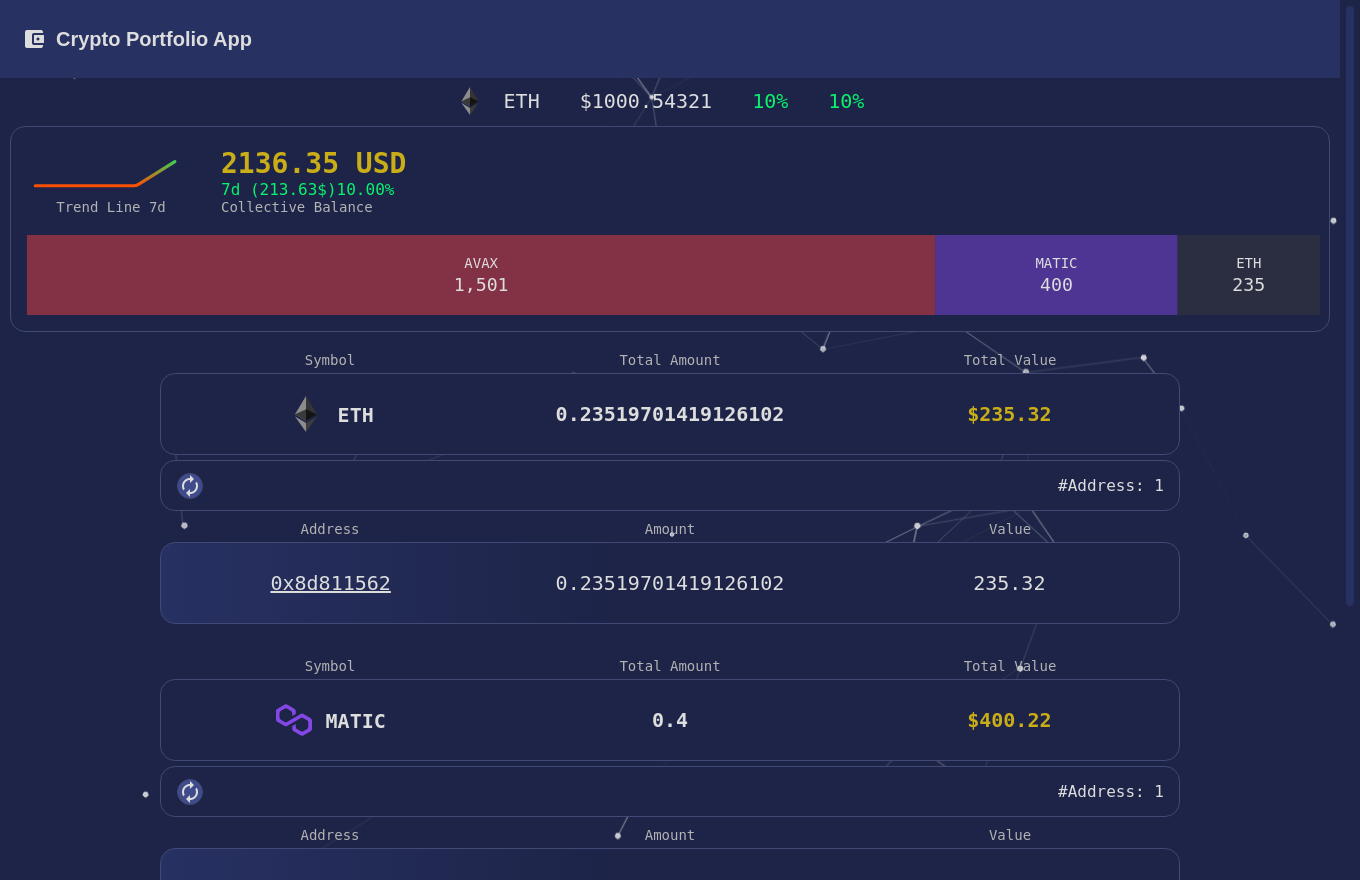 Crypto Portfolio App
ETH $1000.54321 10% 10%
2136.35 USD
7d (213.63$)10.00%
Trend Line 7d Collective Balance
AVAX MATIC ETH
1,501 400 235
Symbol Total Amount Total Value
ETH 0.23519701419126102 $235.32
#Address: 1
Address Amount Value
0x8d811562 0.23519701419126102 235.32
Symbol Total Amount Total Value
MATIC 0.4 $400.22
#Address: 1
Address Amount Value